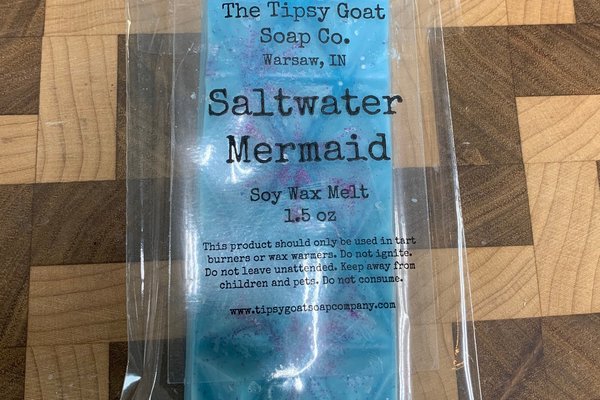 The Tipsy Goat
Soap Co.
Warsaw, IN
Saltwater
Mermaid
Soy Wax Melt
1.5 oz
This product should only be used in tart
burners or wax warmers. Do not ignite.
Do not leave unattended. Keep away from
children and pets. Do not consume.
www.tipsygoatsoapcompany.com